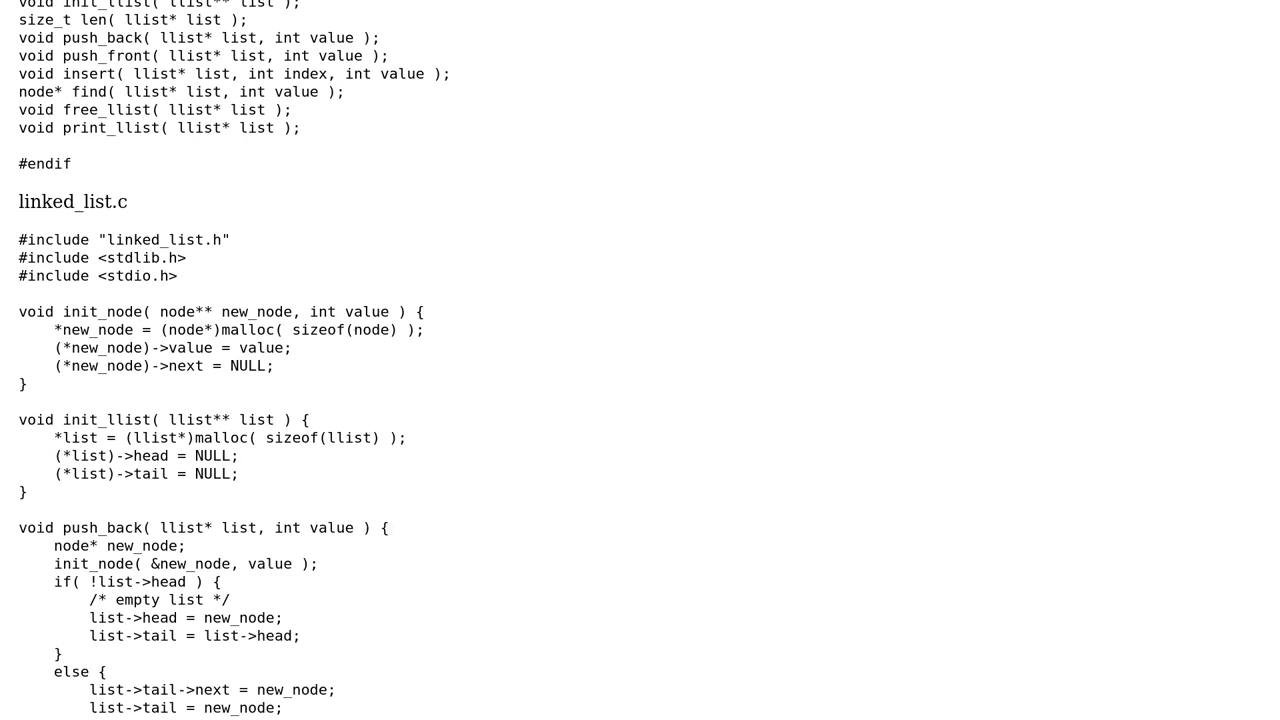 void init_llist( llist** list );
size_t len( llist* list );
void push_back( llist* list, int value );
void push_front( llist* list, int value );
void insert( llist* list, int index, int value );
node* find( llist* list, int value );
void free_llist( llist* list );
void print_llist( llist* list );

#endif

linked_list.c

#include "linked_list.h"
#include <stdlib.h>
#include <stdio.h>

void init_node( node** new_node, int value ) {
    *new_node = (node*)malloc( sizeof(node) );
    (*new_node)->value = value;
    (*new_node)->next = NULL;
}

void init_llist( llist** list ) {
    *list = (llist*)malloc( sizeof(llist) );
    (*list)->head = NULL;
    (*list)->tail = NULL;
}

void push_back( llist* list, int value ) {
    node* new_node;
    init_node( &new_node, value );
    if( !list->head ) {
        /* empty list */
        list->head = new_node;
        list->tail = list->head;
    }
    else {
        list->tail->next = new_node;
        list->tail = new_node;